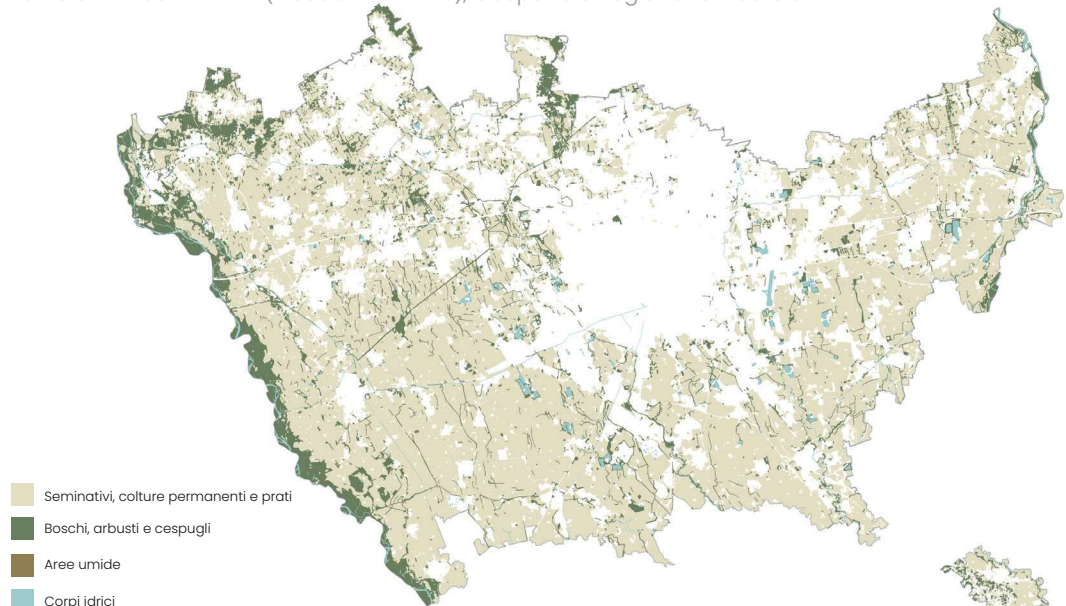 Seminativi, colture permanenti e prati
Boschi, arbusti e cespugli
Aree umide
Corpi idrici